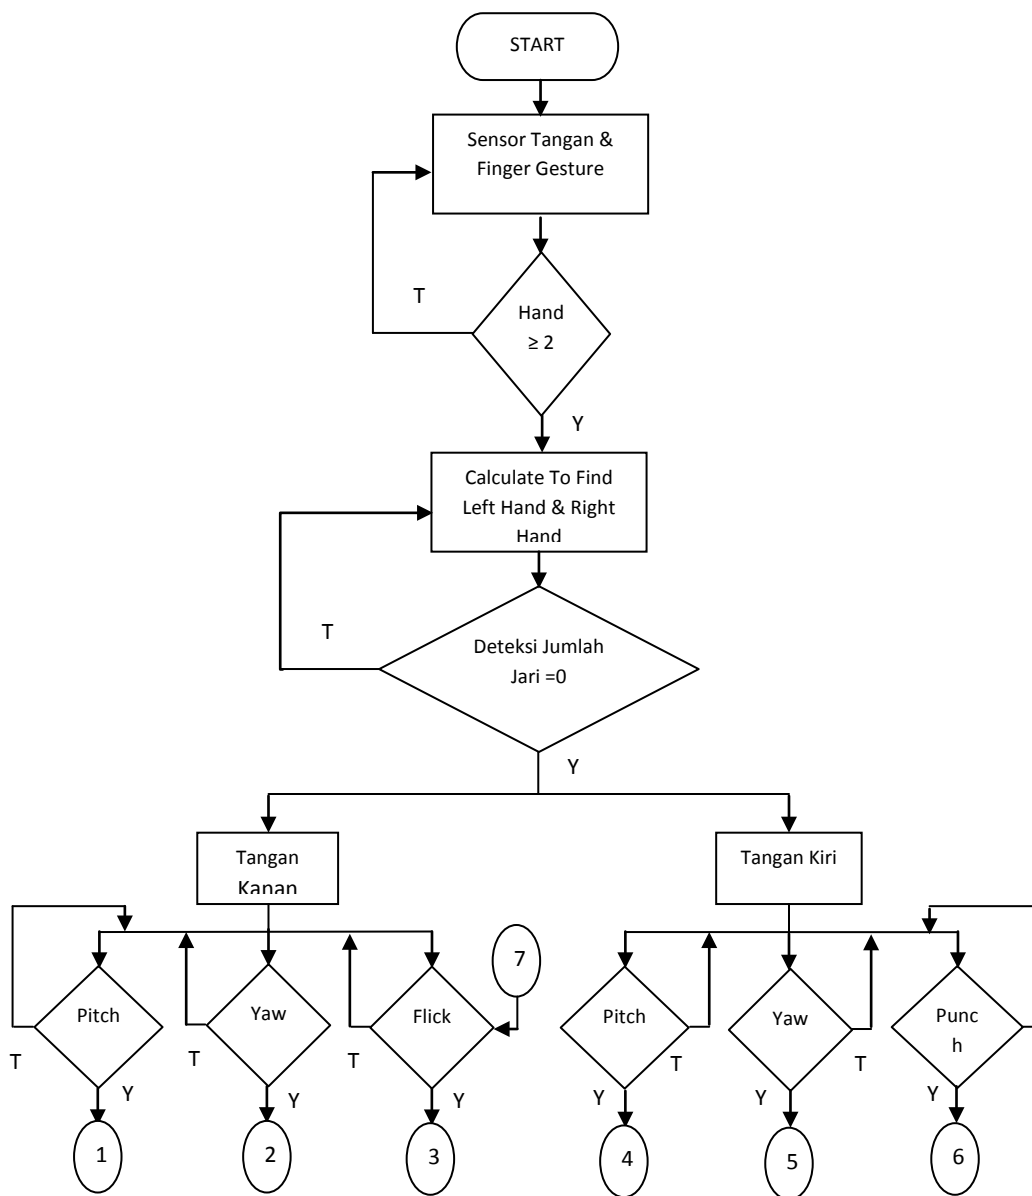 START
Sensor Tangan &
Finger Gesture
T
Hand
≥ 2
Y
Calculate To Find
Left Hand & Right
Hand
T
Deteksi Jumlah
Jari =0
Y
Tangan
Kanan
Tangan Kiri
7
Pitch
Yaw
Flick
Pitch
Yaw
Punc
h
T
T
T
T
T
Y
Y
Y
Y
Y
Y
1
2
3
4
5
6